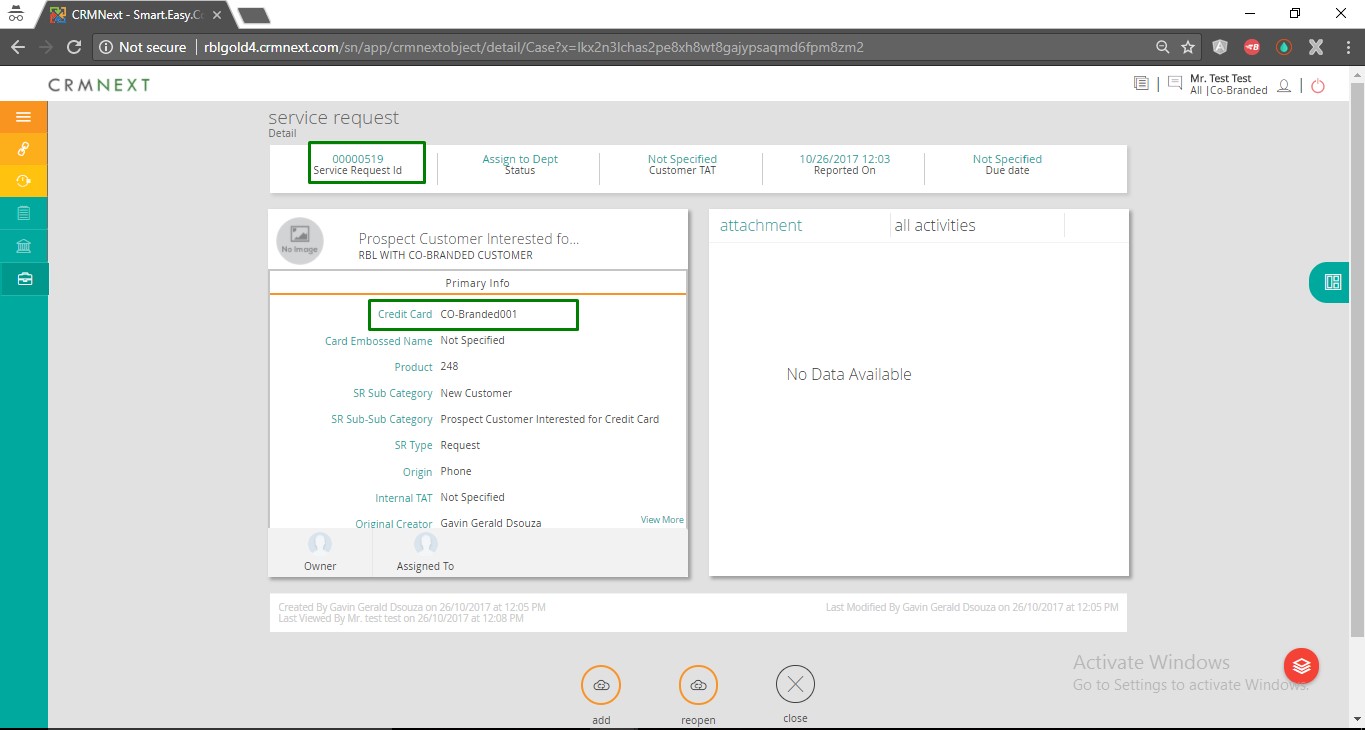 CRMNext - Smart.Easy.C
Not secure | rblgold4.crmnext.com/sn/app/crmnextobject/detail/Case?x=lkx2n3lchas2pe8xh8wt8gajypsaqmd6fpm8zm2
CRMNEXT
Mr. Test Test
All |Co-Branded
service request
Detail
00000519
Service Request Id
Assign to Dept
Status
Not Specified
Customer TAT
10/26/2017 12:03
Reported On
Not Specified
Due date
No Image
Prospect Customer Interested fo...
RBL WITH CO-BRANDED CUSTOMER
Primary Info
Credit Card CO-Branded001
Card Embossed Name Not Specified
Product 248
SR Sub Category New Customer
SR Sub-Sub Category Prospect Customer Interested for Credit Card
SR Type Request
Origin Phone
Internal TAT Not Specified
Original Creator Gavin Gerald Dsouza
View More
Owner
Assigned To
attachment
all activities
No Data Available
Created By Gavin Gerald Dsouza on 26/10/2017 at 12:05 PM
Last Viewed By Mr. test test on 26/10/2017 at 12:08 PM
Last Modified By Gavin Gerald Dsouza on 26/10/2017 at 12:05 PM
add
reopen
close
Activate Windows
Go to Settings to activate Windows.